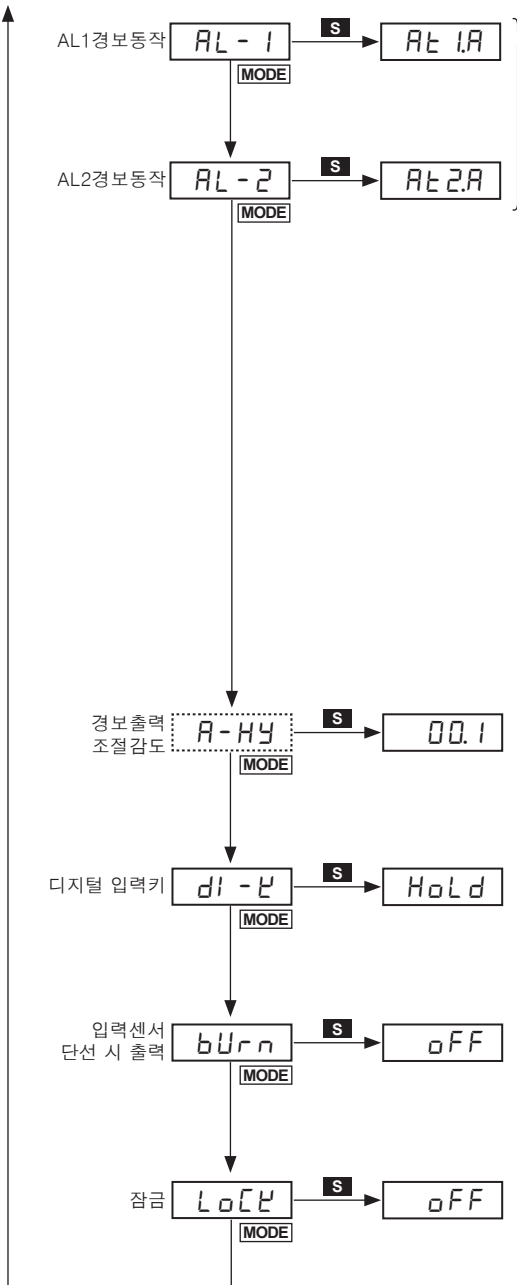 AL1경보동작 AL-1 S At1.A
MODE
AL2경보동작 AL-2 S At2.A
MODE
경보출력
조절감도 A-HY S 00.1
MODE
디지털 입력키 dI-K S HoLd
MODE
입력센서
단선 시 출력 bUrn S oFF
MODE
잠금 LoCK S oFF
MODE